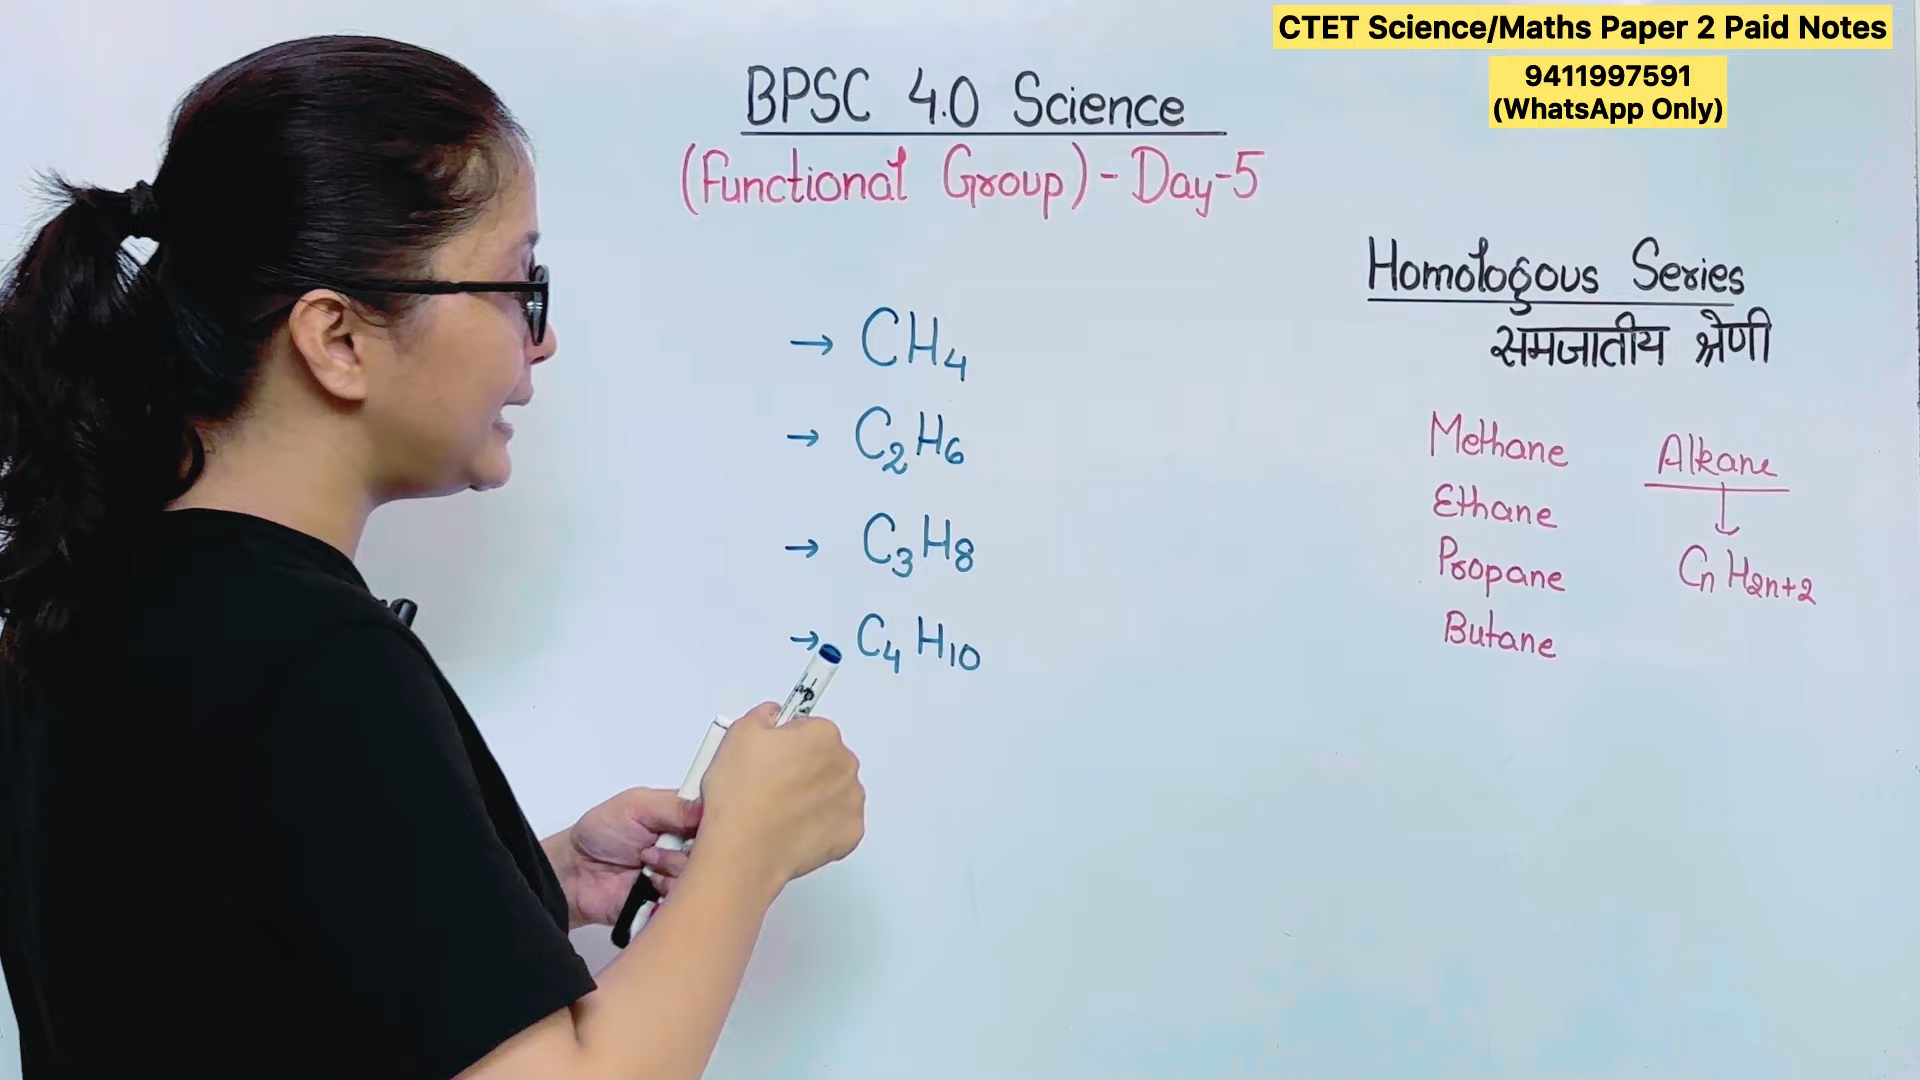 CTET Science/Maths Paper 2 Paid Notes
9411997591
(WhatsApp Only)
BPSC 4.0 Science
(Functional Group) - Day-5
Homologous Series
समजातीय श्रेणी
→ CH4
→ C2H6
→ C3H8
→ C4H10
Methane
Ethane
Propane
Butane
Alkane
↓
CnH2n+2